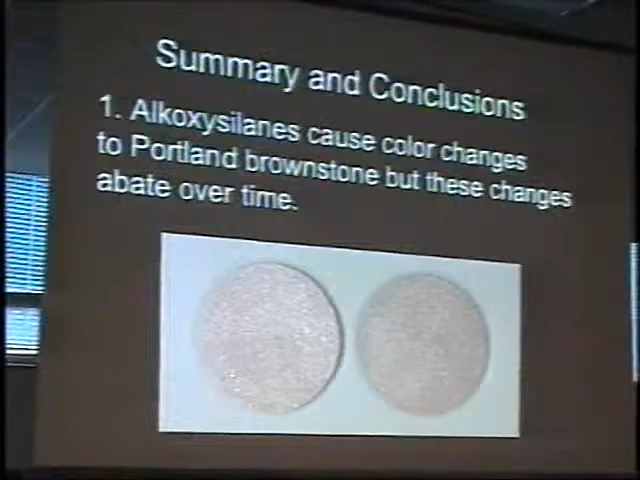 Summary and Conclusions
1. Alkoxysilanes cause color changes
to Portland brownstone but these changes
abate over time.